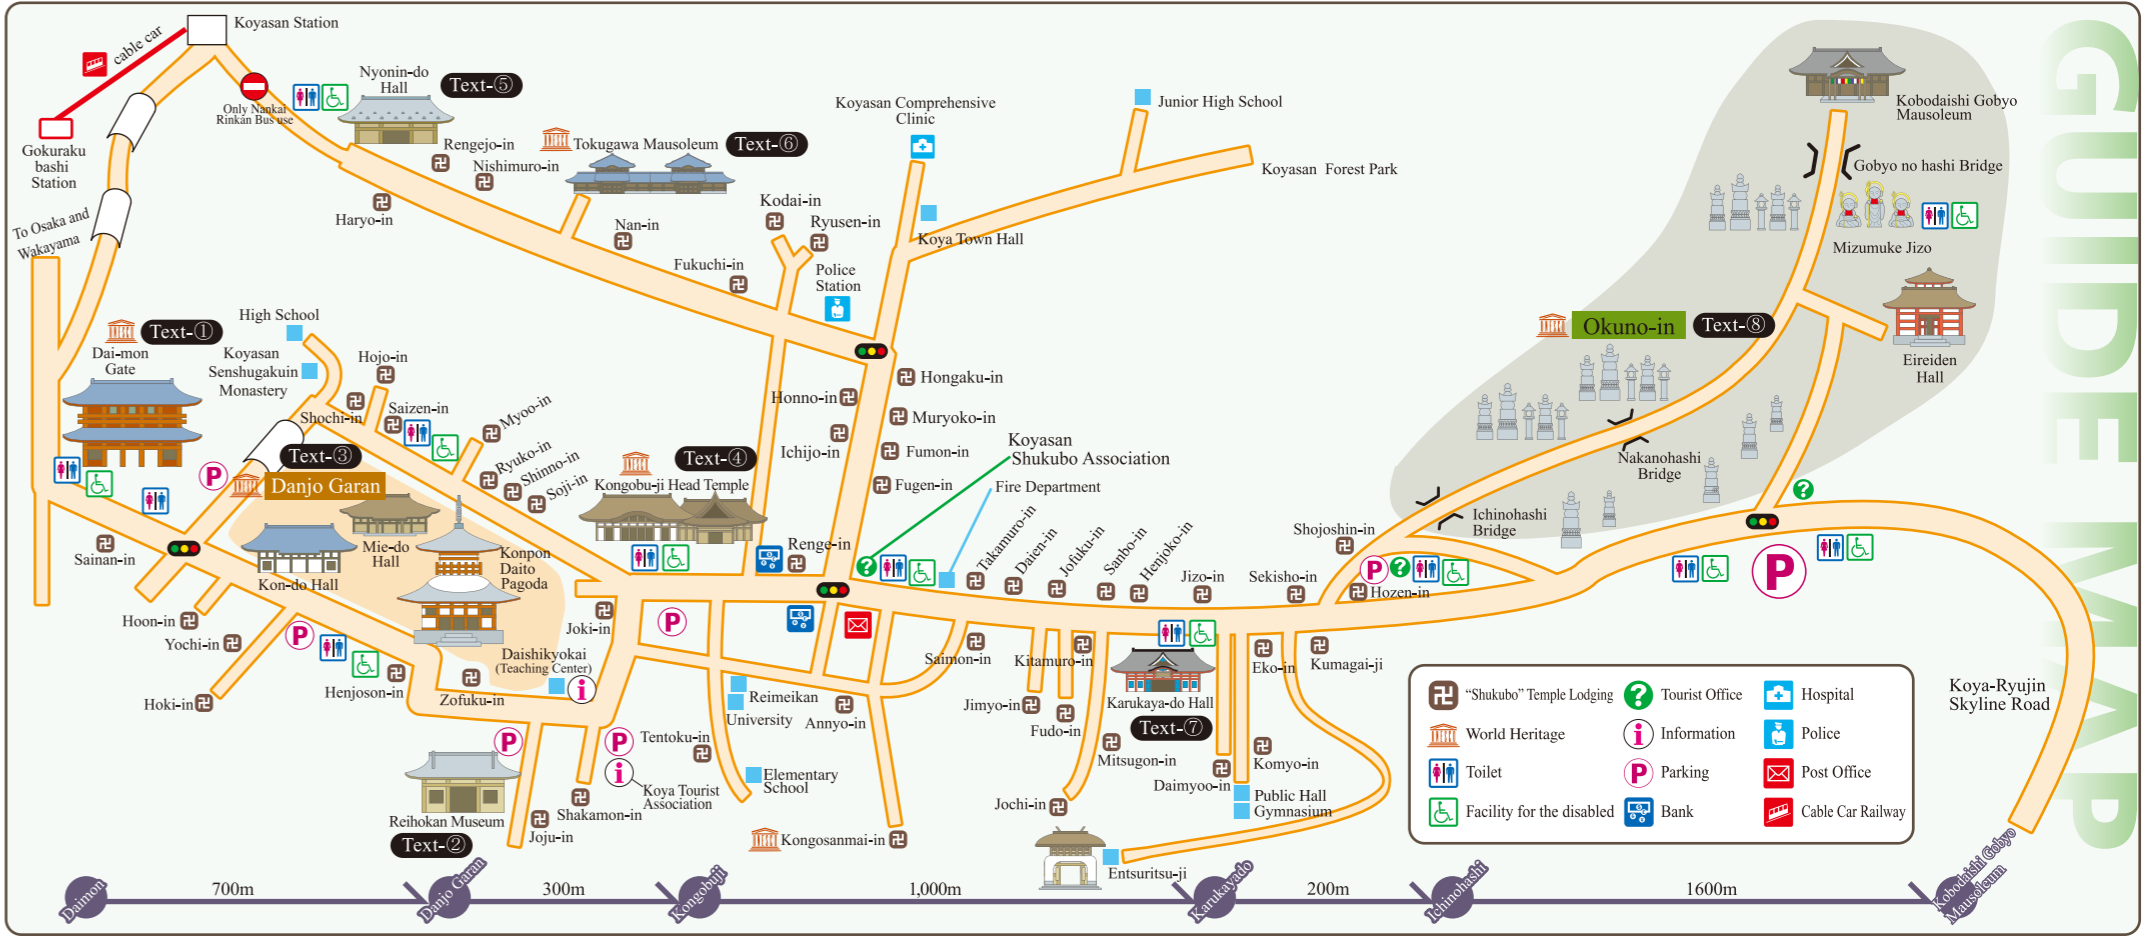 Koyasan Station
cable car
Gokuraku
bashi
Station
Only Nankai
Rinkan Bus use
Nyonin-do
Hall
Text-⑤
Rengejo-in
Nishimuro-in
Haryo-in
Tokugawa Mausoleum
Text-⑥
Nan-in
Fukuchi-in
Kodai-in
Ryusen-in
Police
Station
Koyasan Comprehensive
Clinic
Koya Town Hall
Junior High School
Koyasan Forest Park
To Osaka and
Wakayama
Text-①
Dai-mon
Gate
High School
Koyasan
Senshugakuin
Monastery
Hojo-in
Shochi-in
Saizen-in
Myoo-in
Ryuko-in
Shinno-in
Soji-in
Text-③
Danjo Garan
Mie-do
Hall
Kon-do Hall
Konpon
Daito
Pagoda
Text-④
Kongobu-ji Head Temple
Honno-in
Ichijo-in
Hongaku-in
Muryoko-in
Fumon-in
Fugen-in
Renge-in
Koyasan
Shukubo Association
Fire Department
Takamuro-in
Daien-in
Jofuku-in
Sanbo-in
Henjoko-in
Jizo-in
Sekisho-in
Shojoshin-in
Hozen-in
Ichinohashi
Bridge
Nakanohashi
Bridge
Okuno-in
Text-⑧
Kobodaishi Gobyo
Mausoleum
Gobyo no hashi Bridge
Mizumuke Jizo
Eireiden
Hall
GUIDE MAP
Sainan-in
Hoon-in
Yochi-in
Hoki-in
Henjoson-in
Zofuku-in
Daishikyokai
(Teaching Center)
Joki-in
Reihokan Museum
Text-②
Joju-in
Shakamon-in
Koya Tourist
Association
Tentoku-in
Reimeikan
University
Elementary
School
Annyo-in
Kongosanmai-in
Saimon-in
Jimyo-in
Kitamuro-in
Fudo-in
Mitsugon-in
Jochi-in
Karukaya-do Hall
Text-⑦
Daimyoo-in
Komyo-in
Public Hall
Gymnasium
Eko-in
Kumagai-ji
Entsuritsu-ji
Koya-Ryujin
Skyline Road
P
P
P
P
P
P
P
?
?
?
i
i
"Shukubo" Temple Lodging
? Tourist Office
Hospital
World Heritage
i Information
Police
Toilet
P Parking
Post Office
Facility for the disabled
Bank
Cable Car Railway
Daimon
700m
Danjo Garan
300m
Kongobuji
1,000m
Karukayado
200m
Ichinohashi
1600m
Kobodaishi Gobyo
Mausoleum